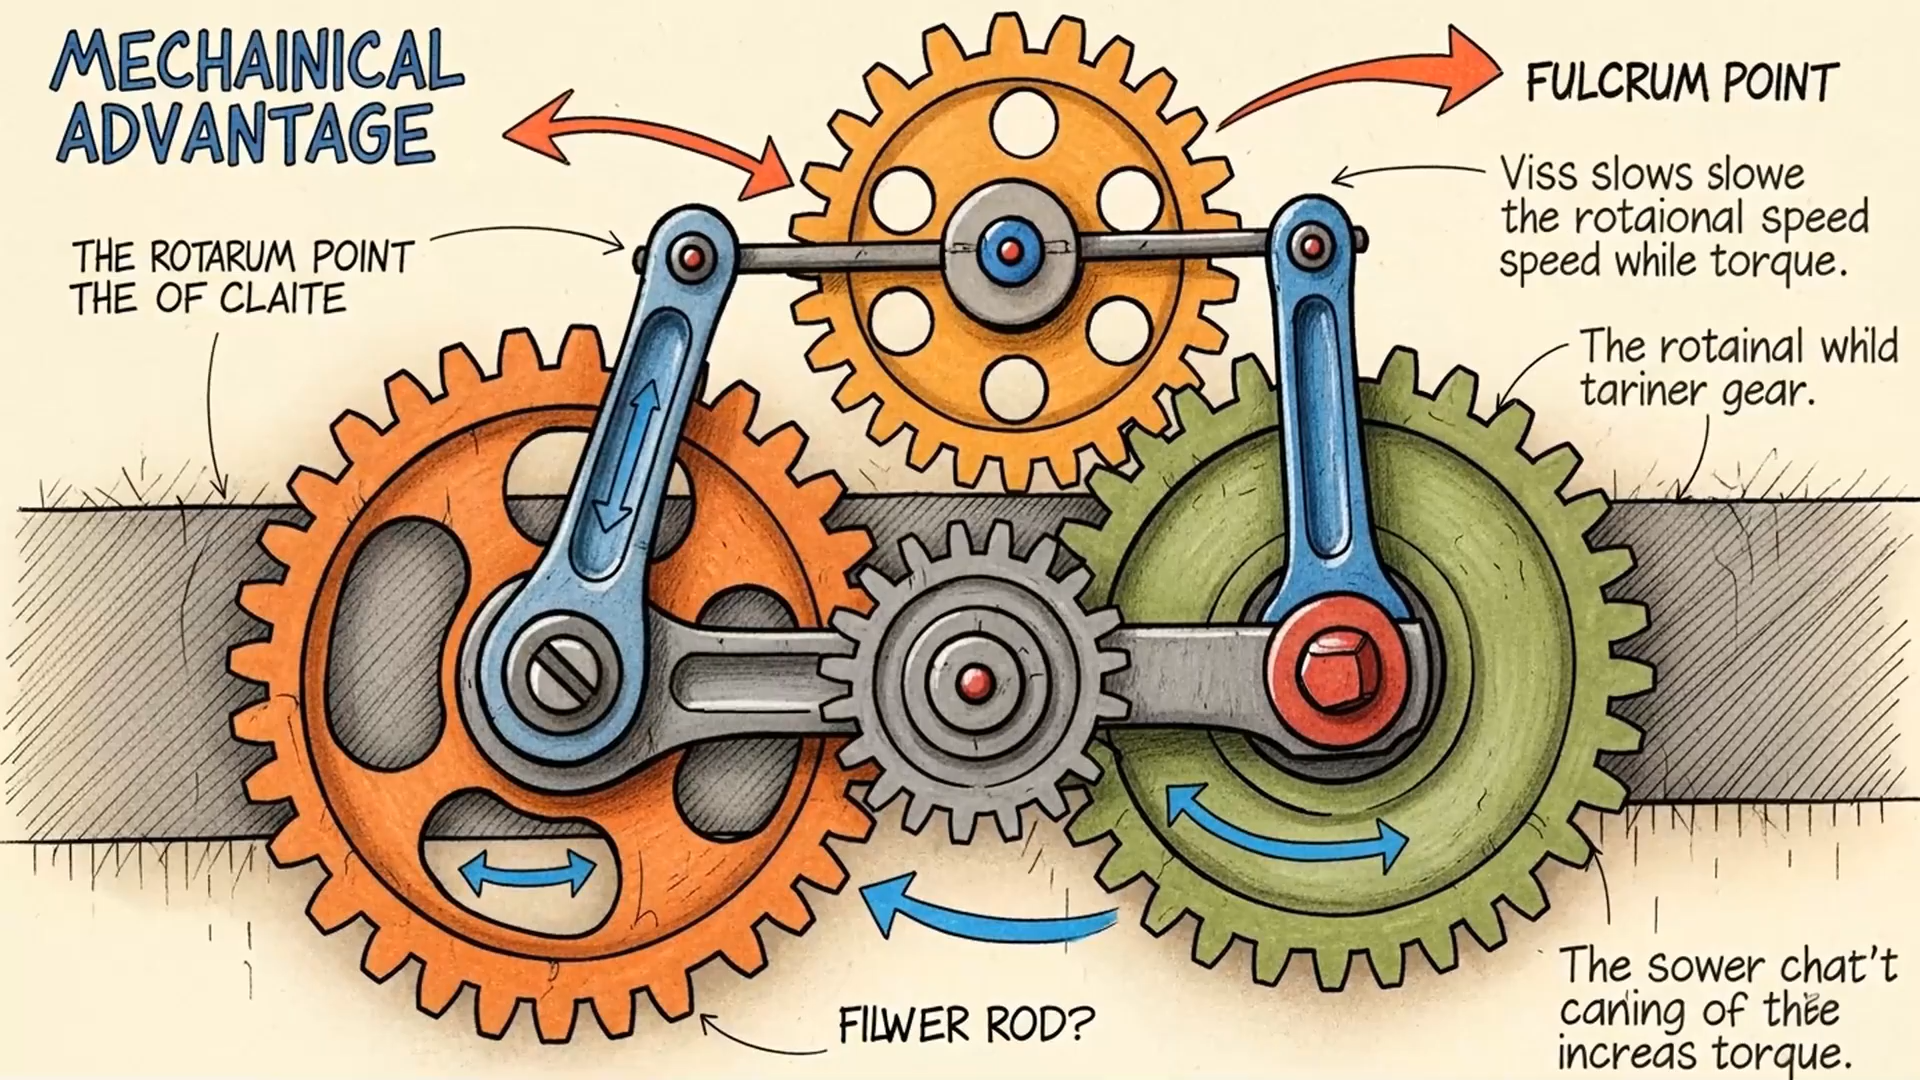 MECHAINICAL
ADVANTAGE
FULCRUM POINT
Viss slows slowe
the rotaional speed
speed while torque.
THE ROTARUM POINT
THE OF CLAITE
The rotainal whld
tariner gear.
The sower chat't
caning of thee
increas torque.
FILWER ROD?